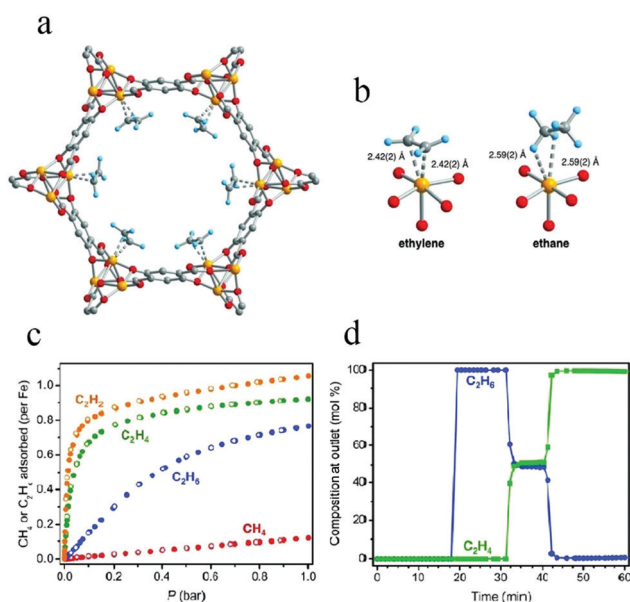 a
b
2.42(2) Å
2.42(2) Å
2.59(2) Å
2.59(2) Å
ethylene
ethane
c
CH₄ or C₂Hₓ adsorbed (per Fe)
1.0
0.8
0.6
0.4
0.2
0.0
C₂H₂
C₂H₄
C₂H₆
CH₄
0.0
0.2
0.4
0.6
0.8
1.0
P (bar)
d
Composition at outlet (mol %)
100
80
60
40
20
0
C₂H₆
C₂H₄
0
10
20
30
40
50
60
Time (min)